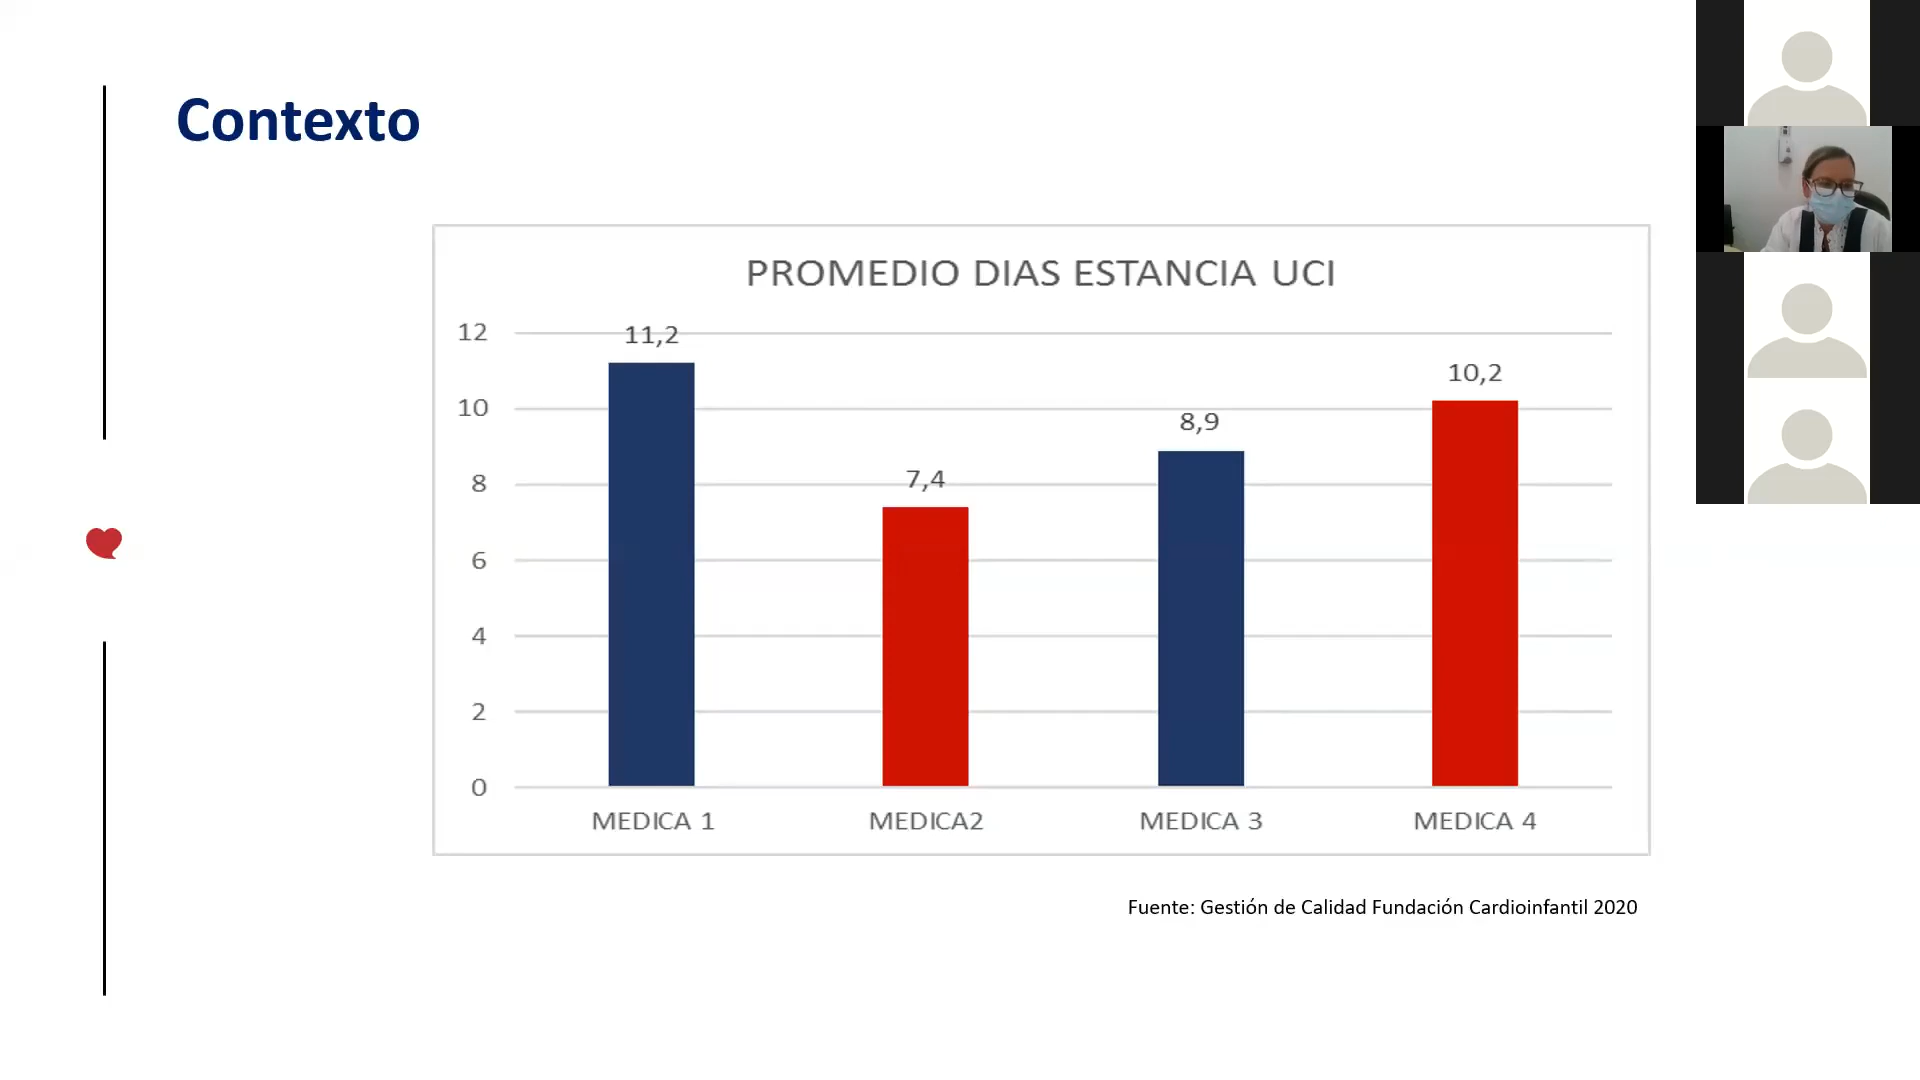 Contexto
PROMEDIO DIAS ESTANCIA UCI
12
10
8
6
4
2
0
11,2
7,4
8,9
10,2
MEDICA 1
MEDICA2
MEDICA 3
MEDICA 4
Fuente: Gestión de Calidad Fundación Cardioinfantil 2020